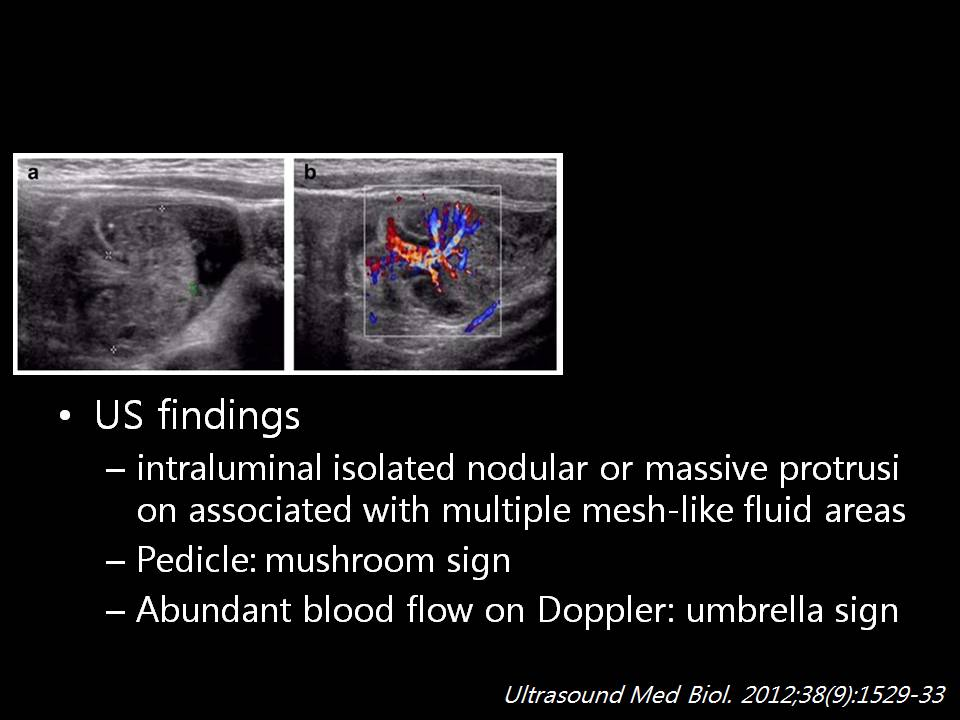 a
b
• US findings
– intraluminal isolated nodular or massive protrusi
on associated with multiple mesh-like fluid areas
– Pedicle: mushroom sign
– Abundant blood flow on Doppler: umbrella sign
Ultrasound Med Biol. 2012;38(9):1529-33